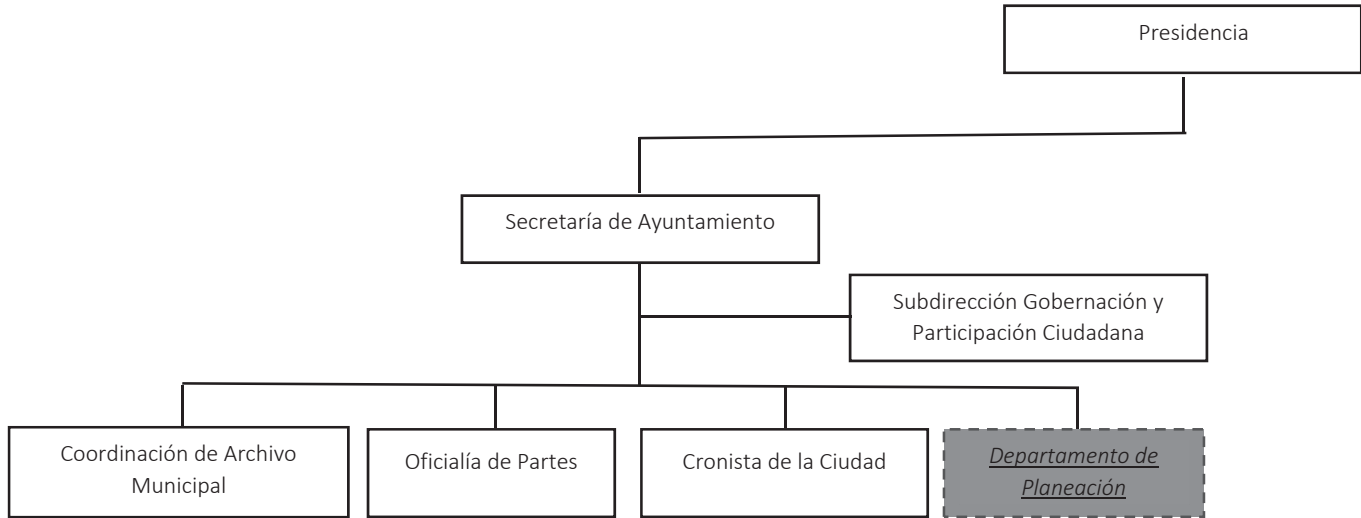 Presidencia
Secretaría de Ayuntamiento
Subdirección Gobernación y
Participación Ciudadana
Coordinación de Archivo
Municipal
Oficialía de Partes
Cronista de la Ciudad
Departamento de
Planeación